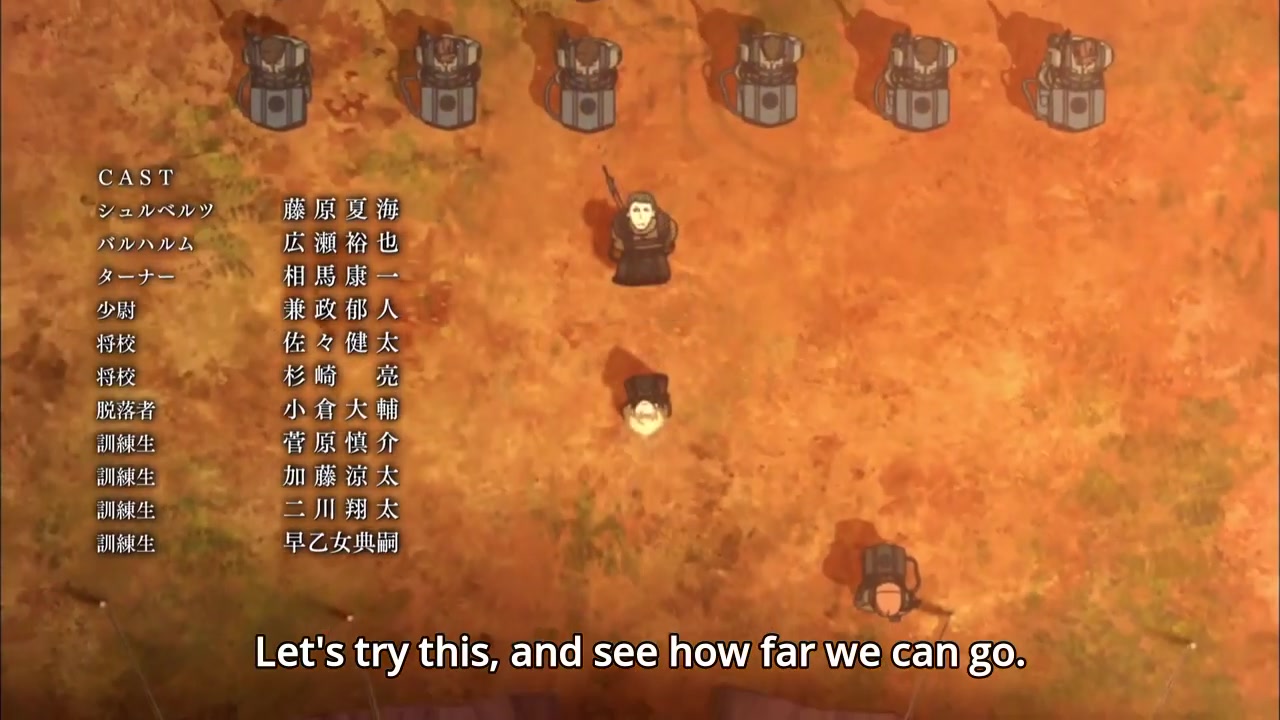 CAST
シュルベルツ 藤原夏海
バルハルム 広瀬裕也
ターナー 相馬康一
少尉 兼政郁人
将校 佐々健太
将校 杉崎 亮
脱落者 小倉大輔
訓練生 菅原慎介
訓練生 加藤涼太
訓練生 二川翔太
訓練生 早乙女典嗣
Let's try this, and see how far we can go.